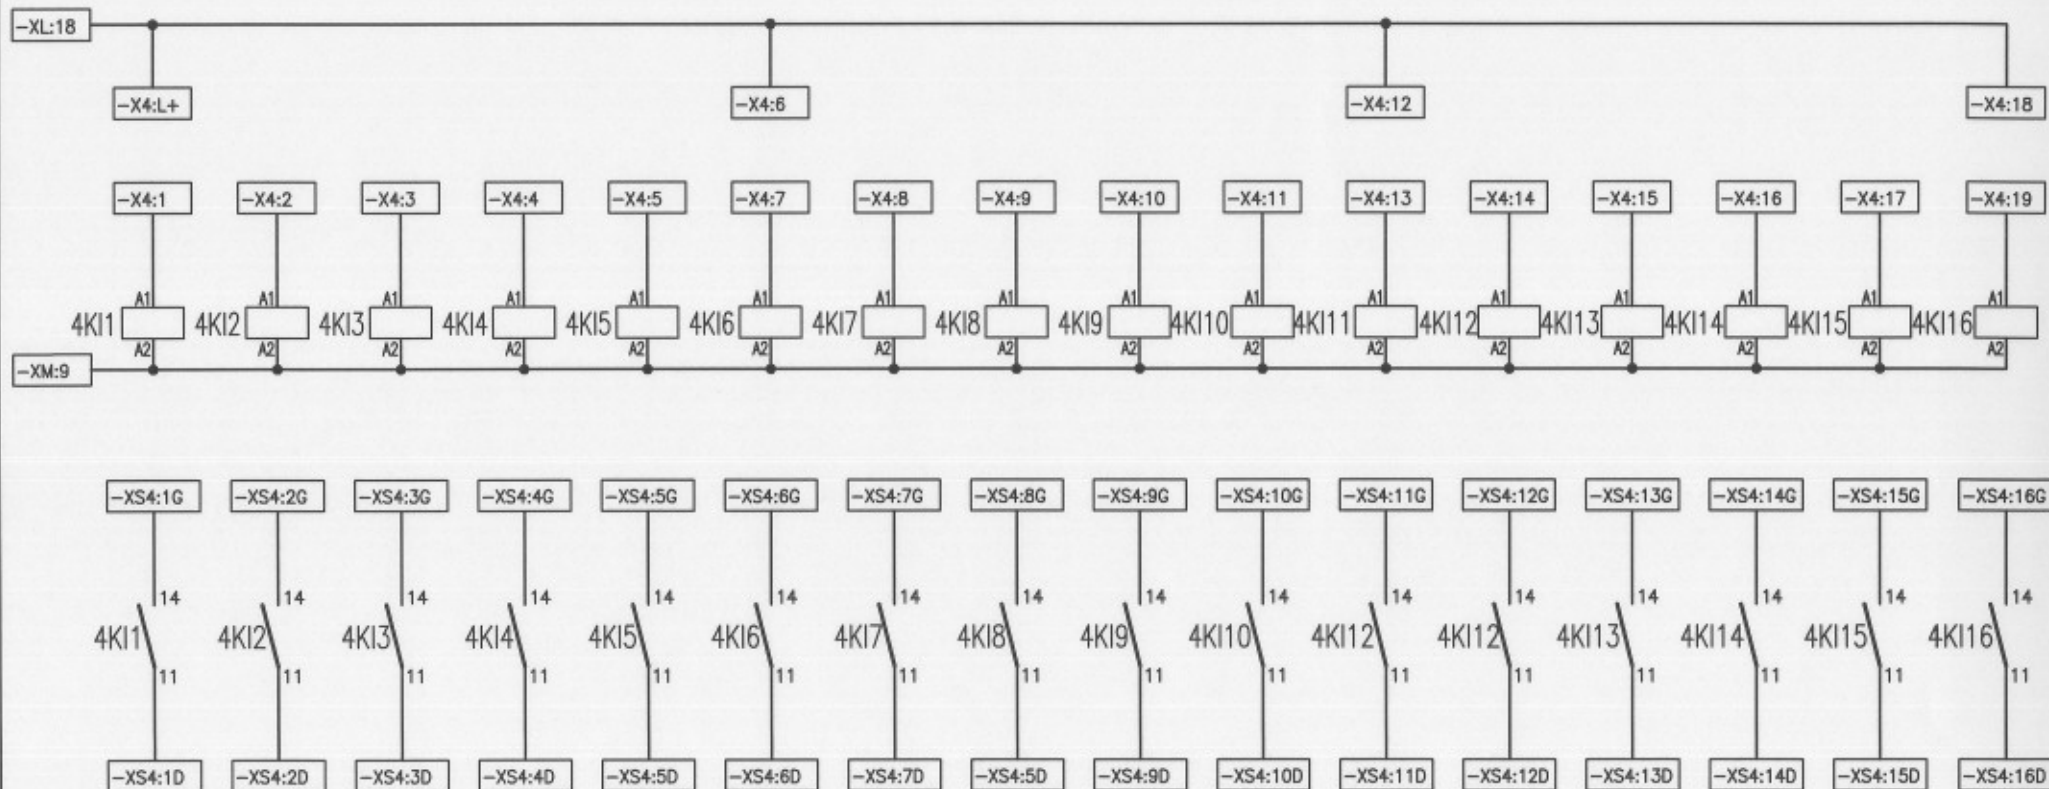 -XL:18
-X4:L+ -X4:6 -X4:12 -X4:18
-X4:1 -X4:2 -X4:3 -X4:4 -X4:5 -X4:7 -X4:8 -X4:9 -X4:10 -X4:11 -X4:13 -X4:14 -X4:15 -X4:16 -X4:17 -X4:19
A1 A1 A1 A1 A1 A1 A1 A1 A1 A1 A1 A1 A1 A1 A1 A1
4KI1 4KI2 4KI3 4KI4 4KI5 4KI6 4KI7 4KI8 4KI9 4KI10 4KI11 4KI12 4KI13 4KI14 4KI15 4KI16
A2 A2 A2 A2 A2 A2 A2 A2 A2 A2 A2 A2 A2 A2 A2 A2
-XM:9
-XS4:1G -XS4:2G -XS4:3G -XS4:4G -XS4:5G -XS4:6G -XS4:7G -XS4:8G -XS4:9G -XS4:10G -XS4:11G -XS4:12G -XS4:13G -XS4:14G -XS4:15G -XS4:16G
14 14 14 14 14 14 14 14 14 14 14 14 14 14 14 14
4KI1 4KI2 4KI3 4KI4 4KI5 4KI6 4KI7 4KI8 4KI9 4KI10 4KI12 4KI12 4KI13 4KI14 4KI15 4KI16
11 11 11 11 11 11 11 11 11 11 11 11 11 11 11 11
-XS4:1D -XS4:2D -XS4:3D -XS4:4D -XS4:5D -XS4:6D -XS4:7D -XS4:5D -XS4:9D -XS4:10D -XS4:11D -XS4:12D -XS4:13D -XS4:14D -XS4:15D -XS4:16D